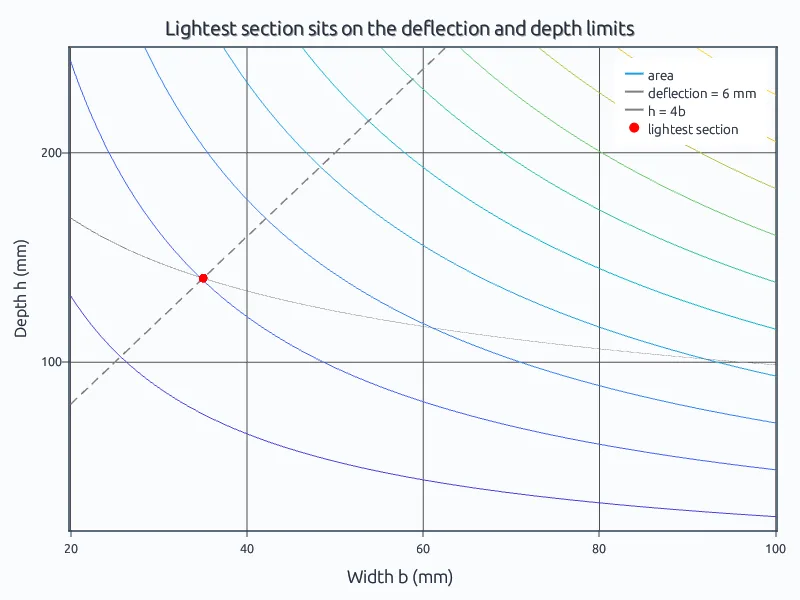 Lightest section sits on the deflection and depth limits
area
deflection = 6 mm
h = 4b
lightest section
200
100
Depth h (mm)
20 40 60 80 100
Width b (mm)